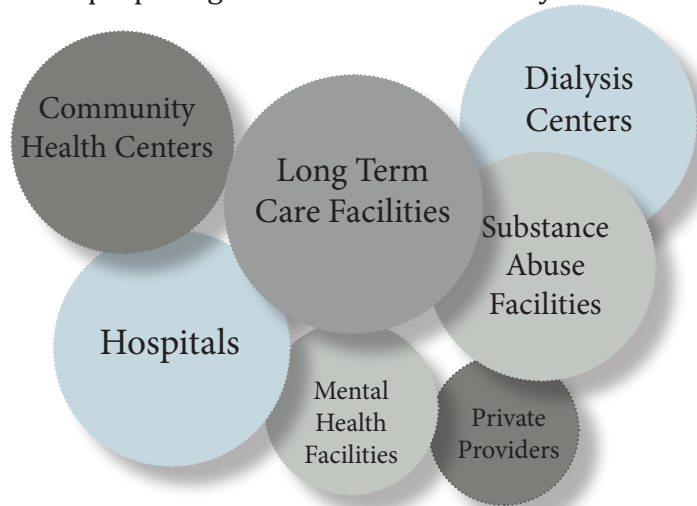 Community
Health Centers
Long Term
Care Facilities
Dialysis
Centers
Substance
Abuse
Facilities
Hospitals
Mental
Health
Facilities
Private
Providers